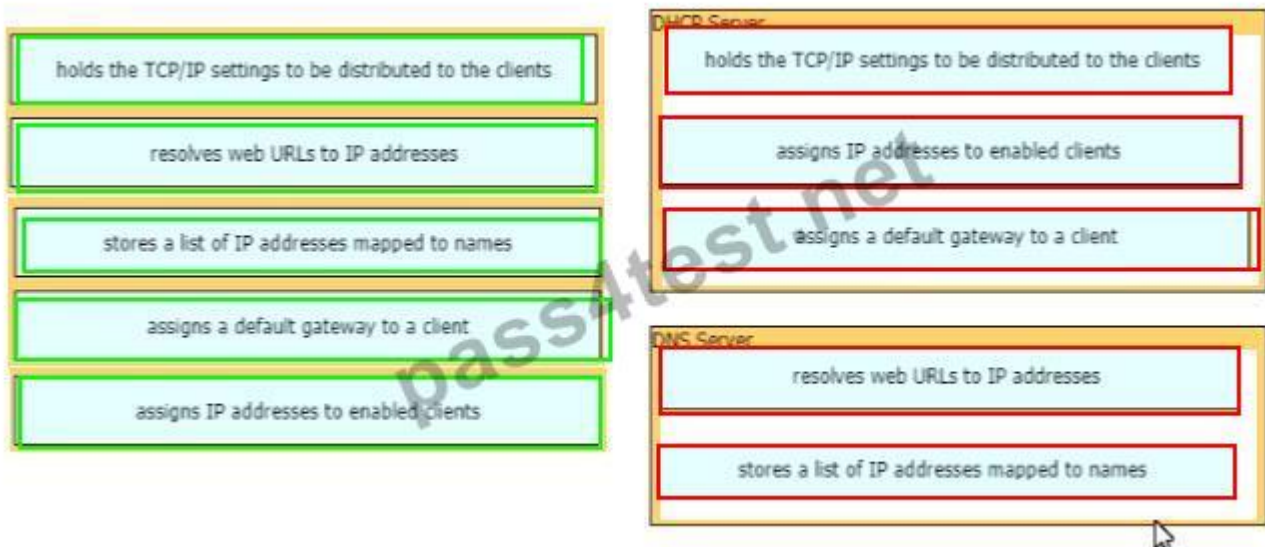 holds the TCP/IP settings to be distributed to the clients
resolves web URLs to IP addresses
stores a list of IP addresses mapped to names
assigns a default gateway to a client
assigns IP addresses to enabled clients
DHCP Server
holds the TCP/IP settings to be distributed to the clients
assigns IP addresses to enabled clients
assigns a default gateway to a client
DNS Server
resolves web URLs to IP addresses
stores a list of IP addresses mapped to names
pass4test.net